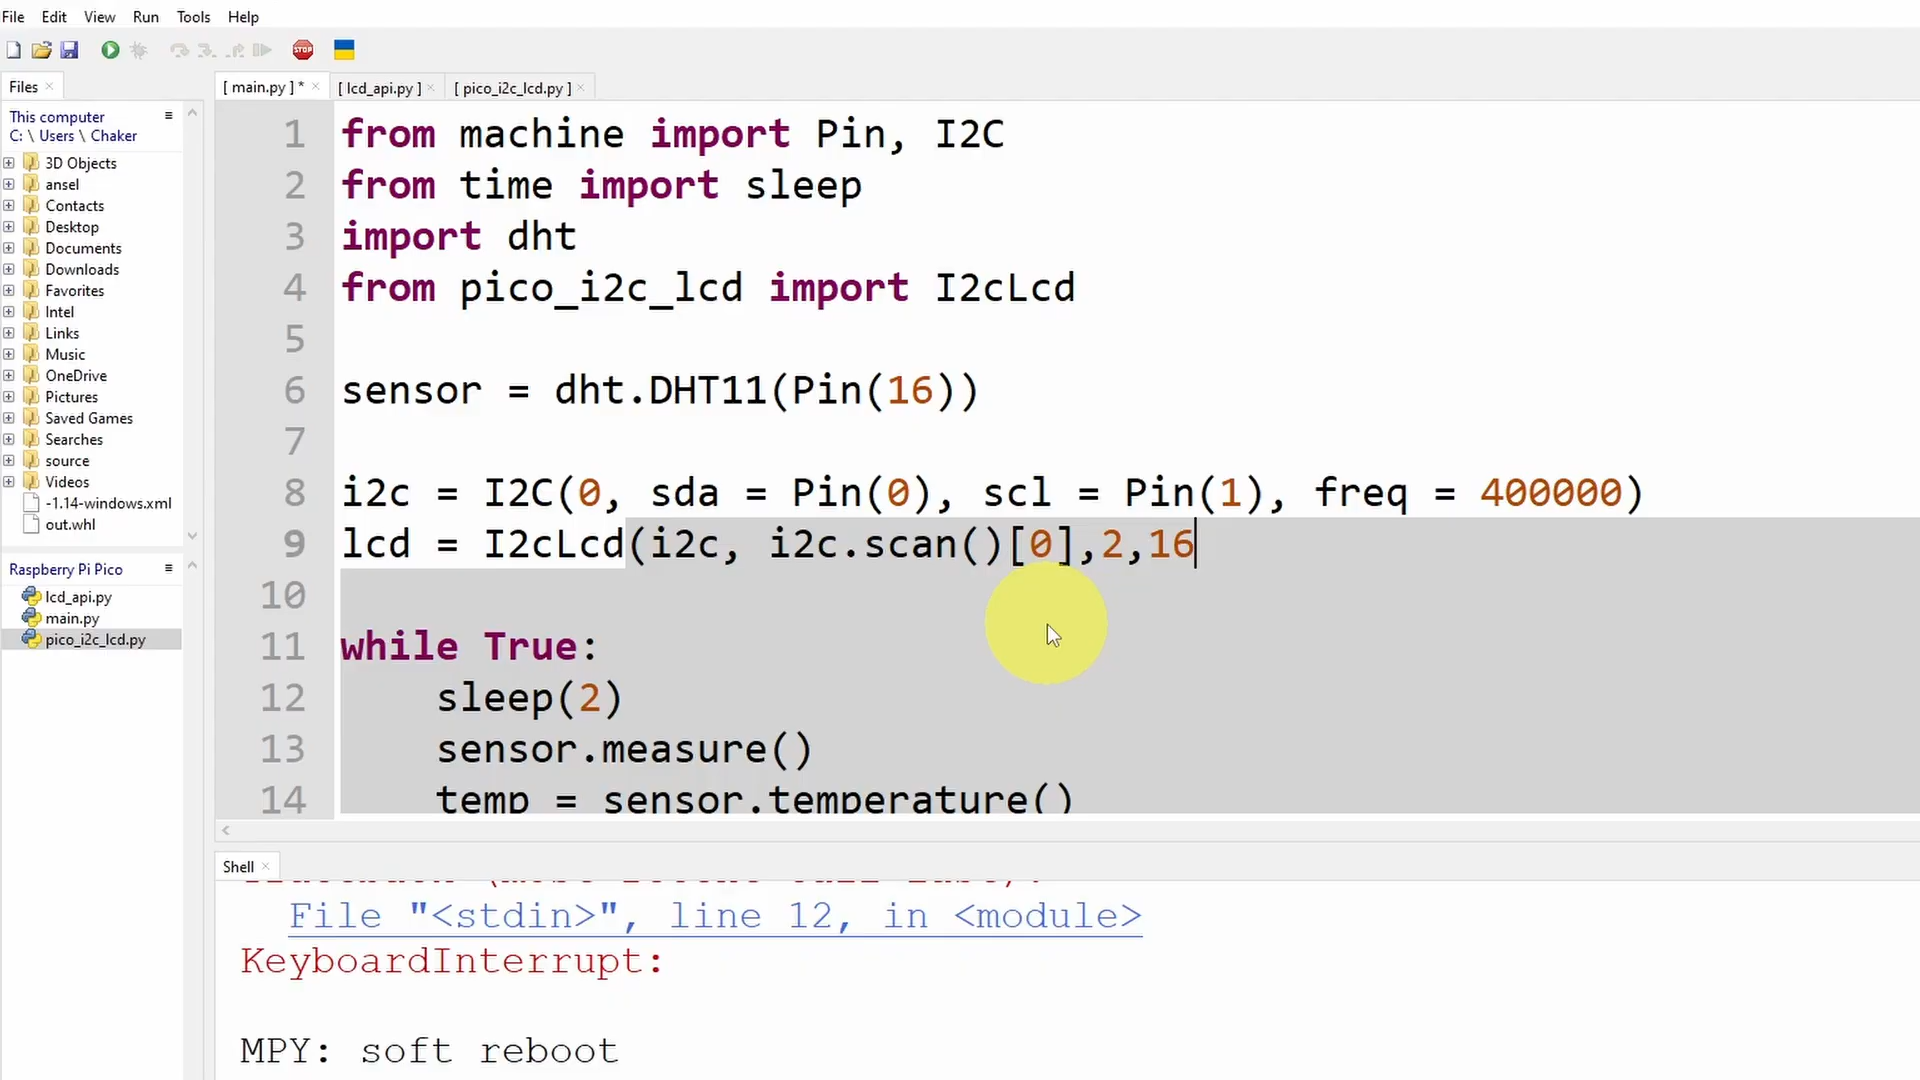 File Edit View Run Tools Help
STOP
Files
[ main.py ] *
[ lcd_api.py ]
[ pico_i2c_lcd.py ]
This computer
C: \ Users \ Chaker
3D Objects
ansel
Contacts
Desktop
Documents
Downloads
Favorites
Intel
Links
Music
OneDrive
Pictures
Saved Games
Searches
source
Videos
-1.14-windows.xml
out.whl
Raspberry Pi Pico
lcd_api.py
main.py
pico_i2c_lcd.py
1 from machine import Pin, I2C
2 from time import sleep
3 import dht
4 from pico_i2c_lcd import I2cLcd
5
6 sensor = dht.DHT11(Pin(16))
7
8 i2c = I2C(0, sda = Pin(0), scl = Pin(1), freq = 400000)
9 lcd = I2cLcd(i2c, i2c.scan()[0],2,16
10
11 while True:
12 sleep(2)
13 sensor.measure()
14 temp = sensor.temperature()
Shell
File "<stdin>", line 12, in <module>
KeyboardInterrupt:
MPY: soft reboot